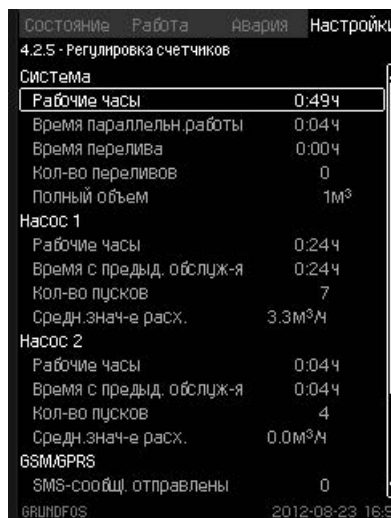 Состояние Работа Авария Настройки
4.2.5 - Регулировка счетчиков
Система
Рабочие часы 0:49ч
Время параллельн.работы 0:04ч
Время перелива 0:00ч
Кол-во переливов 0
Полный объем 1м³
Насос 1
Рабочие часы 0:24ч
Время с предыд. обслуж-я 0:24ч
Кол-во пусков 7
Средн.знач-е расх. 3.3м³/ч
Насос 2
Рабочие часы 0:04ч
Время с предыд. обслуж-я 0:04ч
Кол-во пусков 4
Средн.знач-е расх. 0.0м³/ч
GSM/GPRS
SMS-сообщ. отправлены 0
GRUNDFOS 2012-08-23 16: